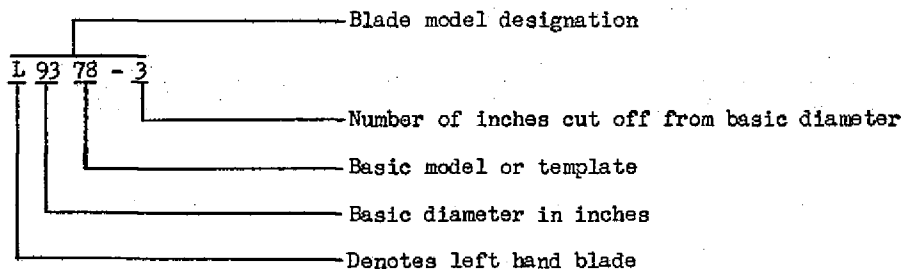 Blade model designation
L 93 78 - 3
Number of inches cut off from basic diameter
Basic model or template
Basic diameter in inches
Denotes left hand blade